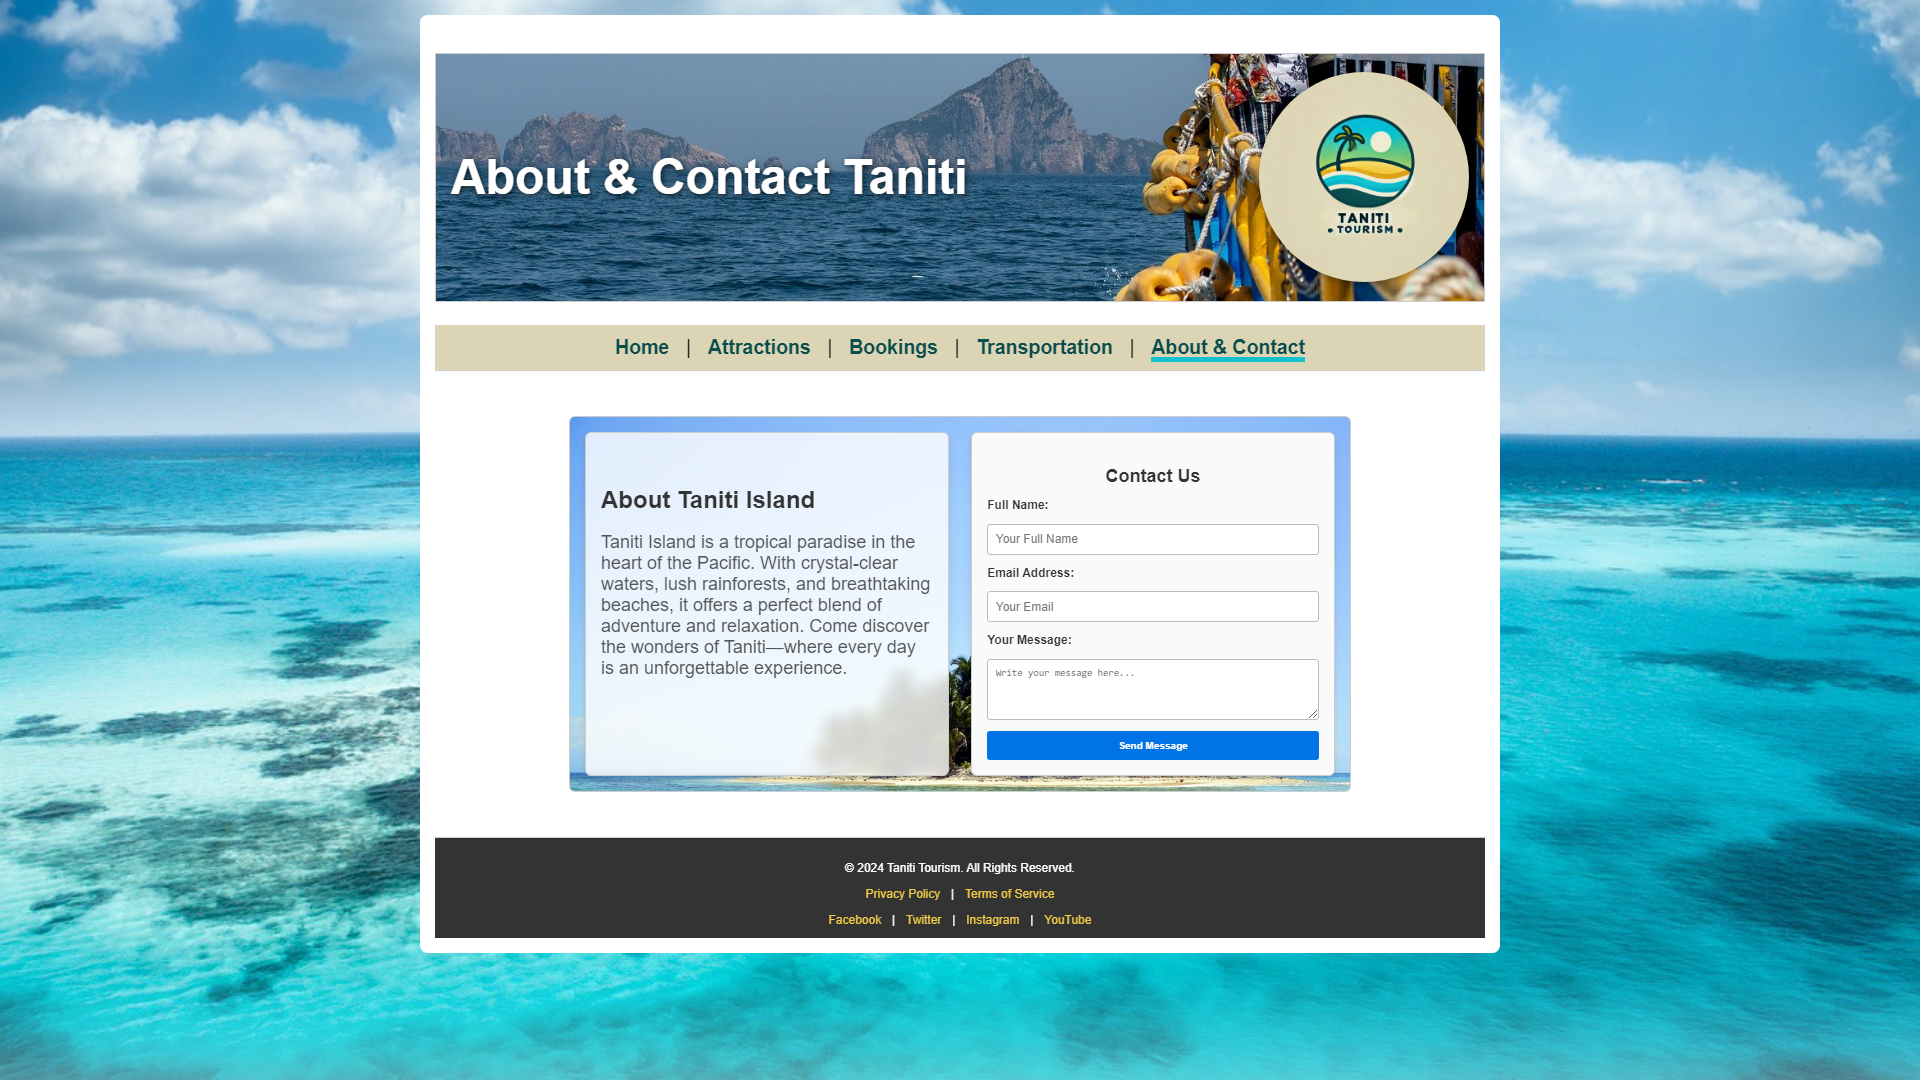 About & Contact Taniti
TANITI
• TOURISM •
Home | Attractions | Bookings | Transportation | About & Contact
About Taniti Island
Taniti Island is a tropical paradise in the
heart of the Pacific. With crystal-clear
waters, lush rainforests, and breathtaking
beaches, it offers a perfect blend of
adventure and relaxation. Come discover
the wonders of Taniti—where every day
is an unforgettable experience.
Contact Us
Full Name:
Your Full Name
Email Address:
Your Email
Your Message:
Write your message here...
Send Message
© 2024 Taniti Tourism. All Rights Reserved.
Privacy Policy | Terms of Service
Facebook | Twitter | Instagram | YouTube